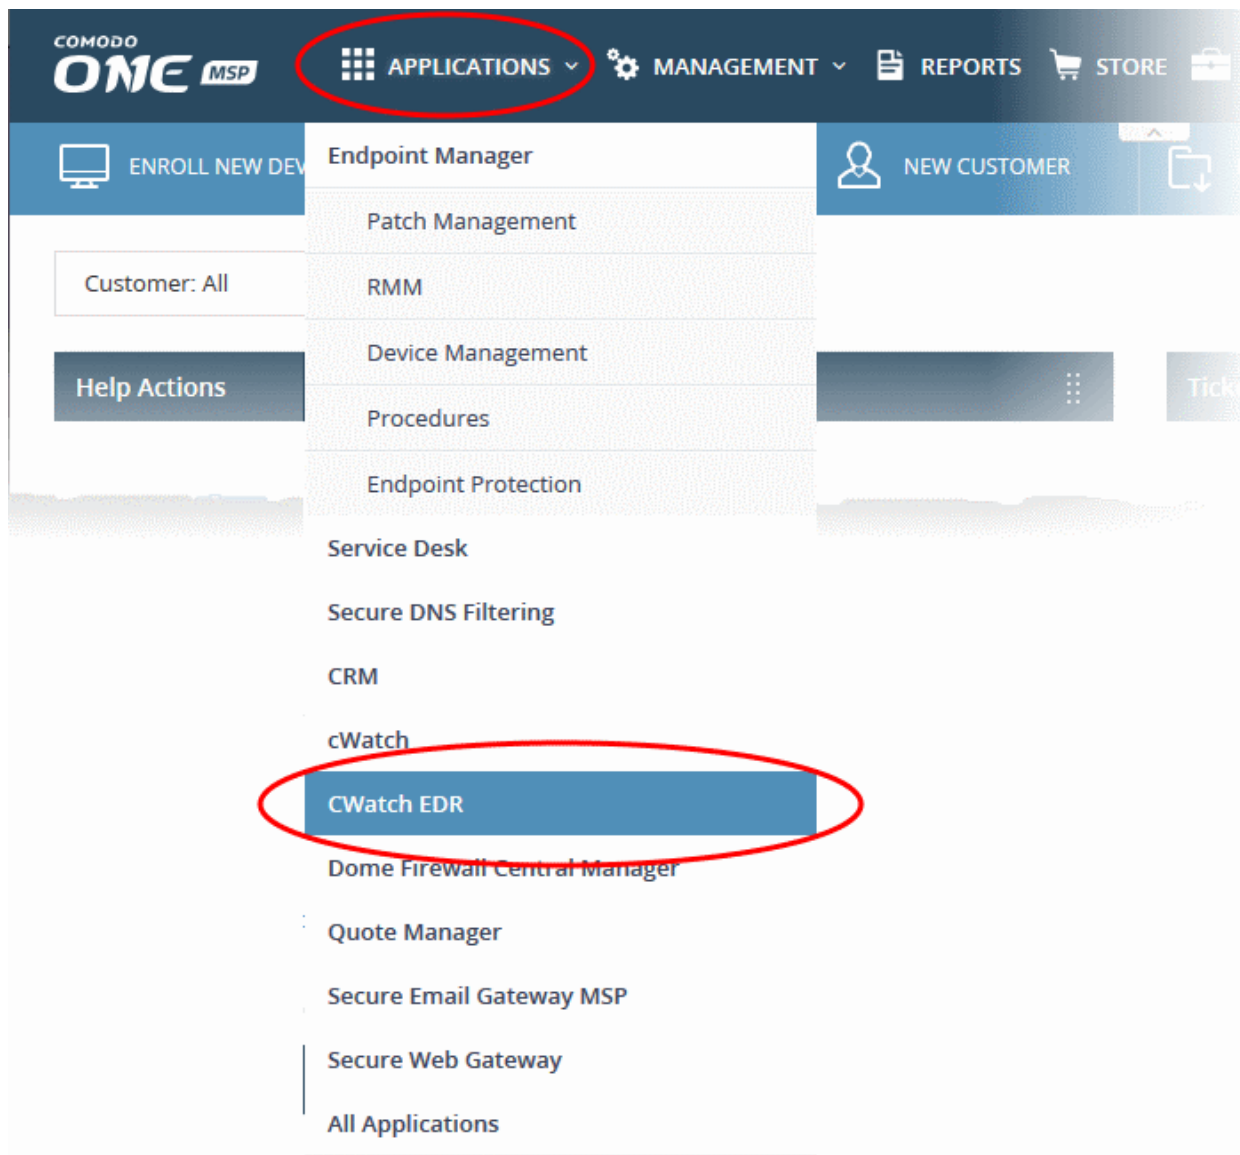 COMODO
ONE MSP
APPLICATIONS
MANAGEMENT
REPORTS
STORE
ENROLL NEW DEV
NEW CUSTOMER
Customer: All
Help Actions
Endpoint Manager
Patch Management
RMM
Device Management
Procedures
Endpoint Protection
Service Desk
Secure DNS Filtering
CRM
cWatch
CWatch EDR
Dome Firewall Central Manager
Quote Manager
Secure Email Gateway MSP
Secure Web Gateway
All Applications